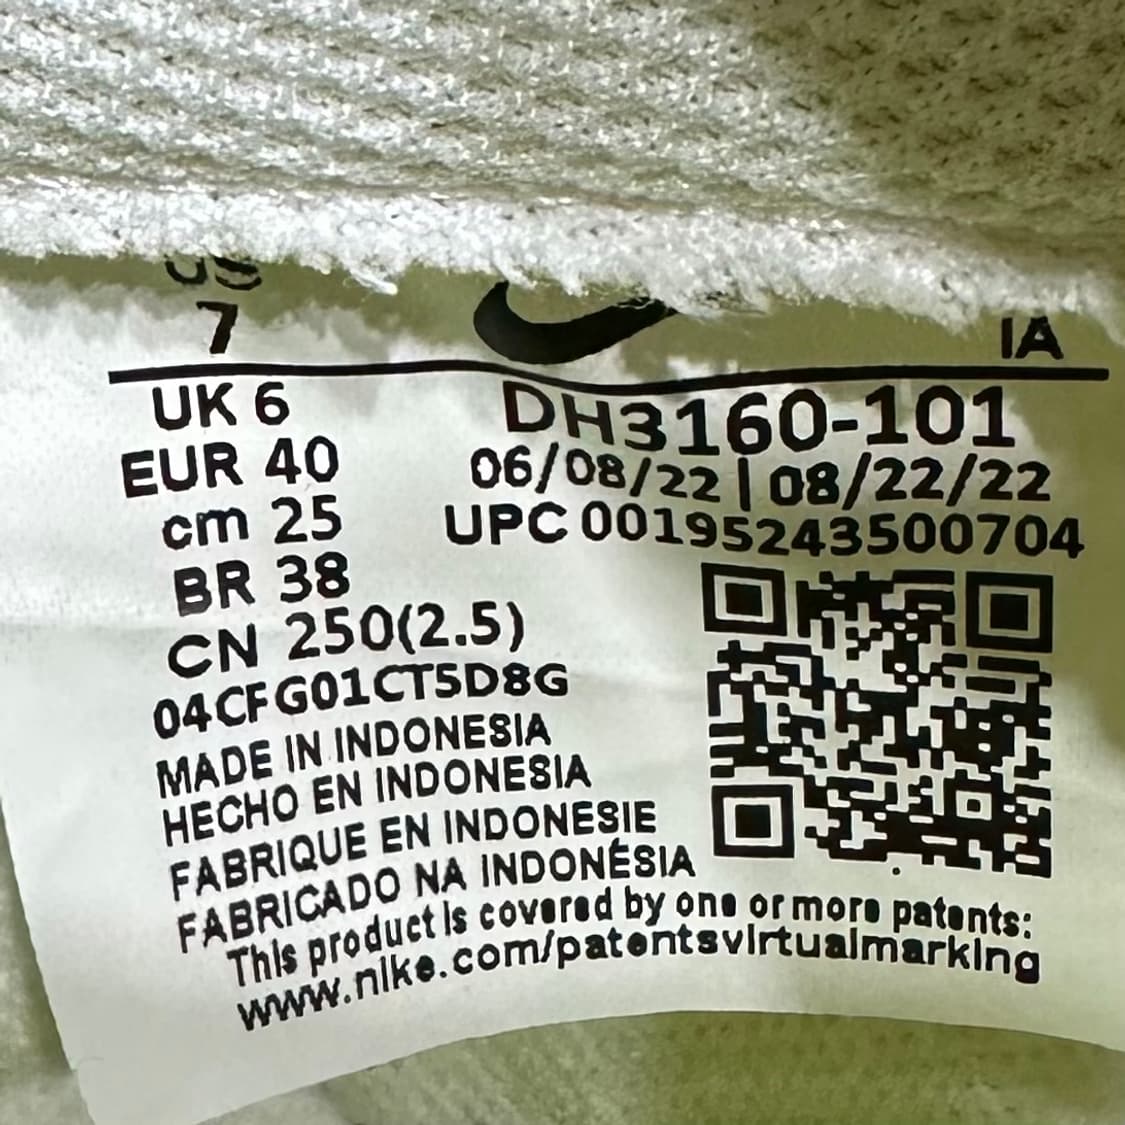 US
7
IA
UK 6
EUR 40
cm 25
BR 38
CN 250(2.5)
DH3160-101
06/08/22 | 08/22/22
UPC 00195243500704
04CFG01CT5D8G
MADE IN INDONESIA
HECHO EN INDONESIA
FABRIQUE EN INDONESIE
FABRICADO NA INDONÉSIA
This product is covered by one or more patents:
www.nike.com/patentsvirtualmarking